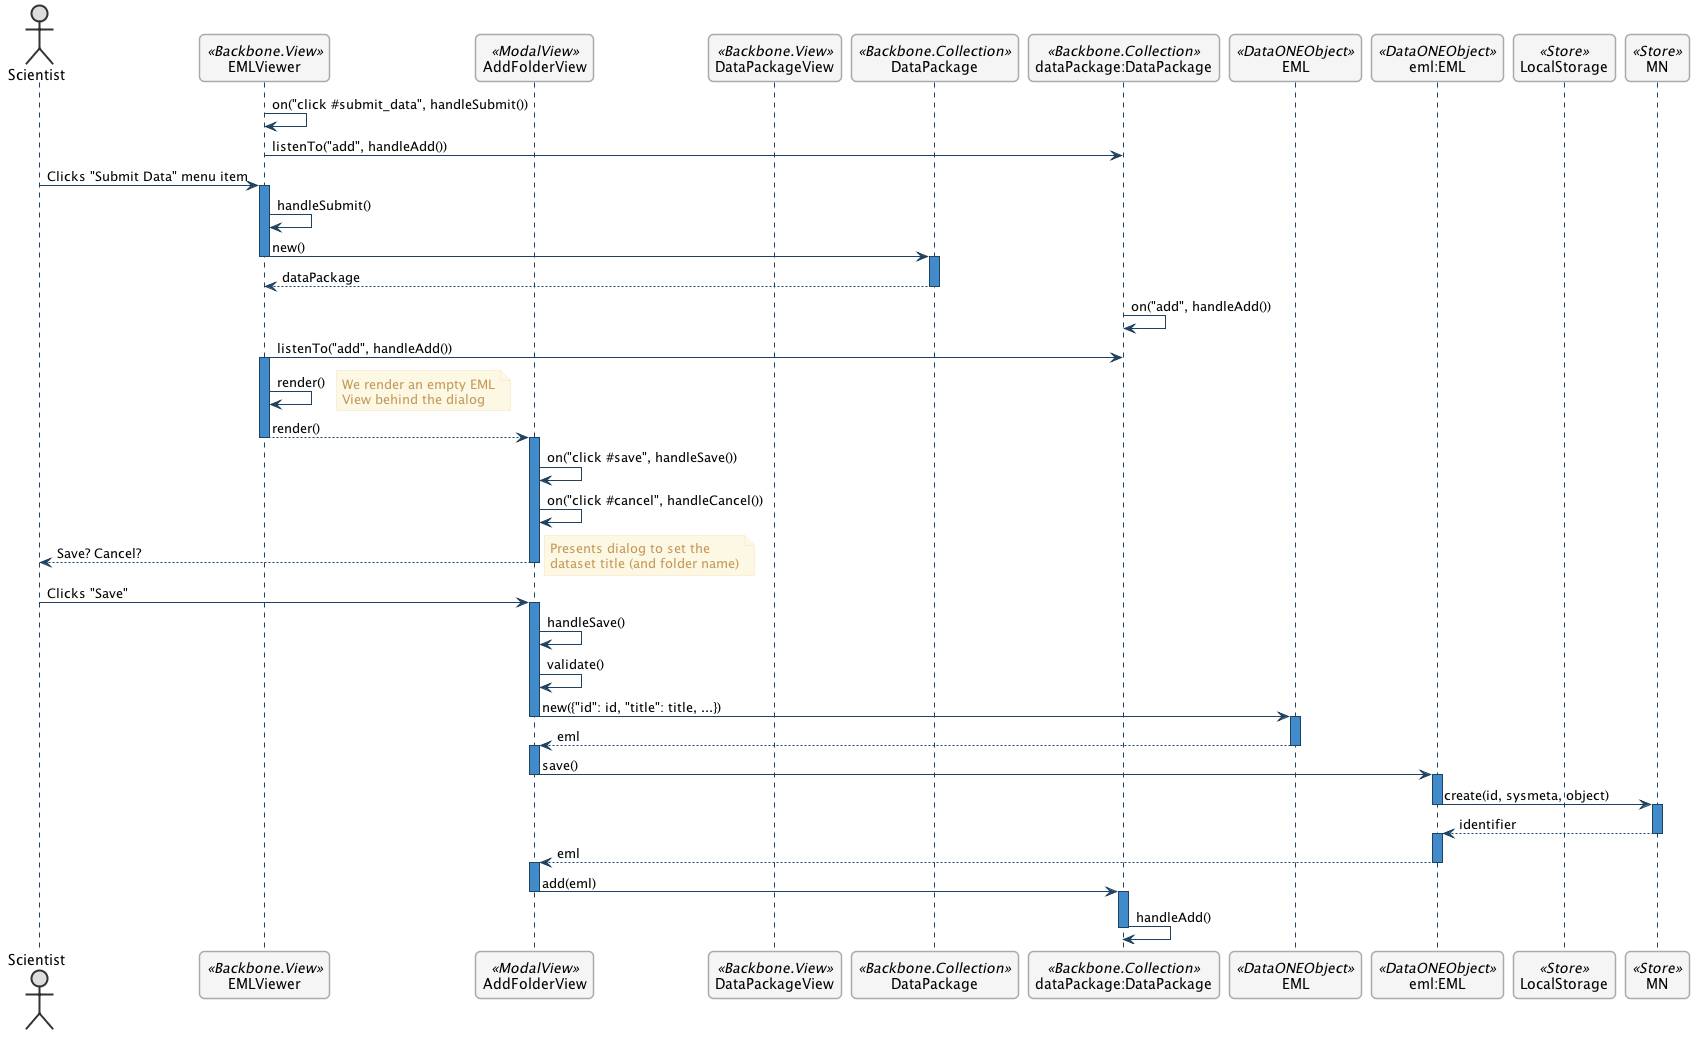 Scientist
«Backbone.View»
EMLViewer
«ModalView»
AddFolderView
«Backbone.View»
DataPackageView
«Backbone.Collection»
DataPackage
«Backbone.Collection»
dataPackage:DataPackage
«DataONEObject»
EML
«DataONEObject»
eml:EML
«Store»
LocalStorage
«Store»
MN
on("click #submit_data", handleSubmit())
listenTo("add", handleAdd())
Clicks "Submit Data" menu item
handleSubmit()
new()
dataPackage
on("add", handleAdd())
listenTo("add", handleAdd())
render()
We render an empty EML
View behind the dialog
render()
on("click #save", handleSave())
on("click #cancel", handleCancel())
Presents dialog to set the
dataset title (and folder name)
Save? Cancel?
Clicks "Save"
handleSave()
validate()
new({"id": id, "title": title, ...})
eml
save()
create(id, sysmeta, object)
identifier
eml
add(eml)
handleAdd()
Scientist
«Backbone.View»
EMLViewer
«ModalView»
AddFolderView
«Backbone.View»
DataPackageView
«Backbone.Collection»
DataPackage
«Backbone.Collection»
dataPackage:DataPackage
«DataONEObject»
EML
«DataONEObject»
eml:EML
«Store»
LocalStorage
«Store»
MN